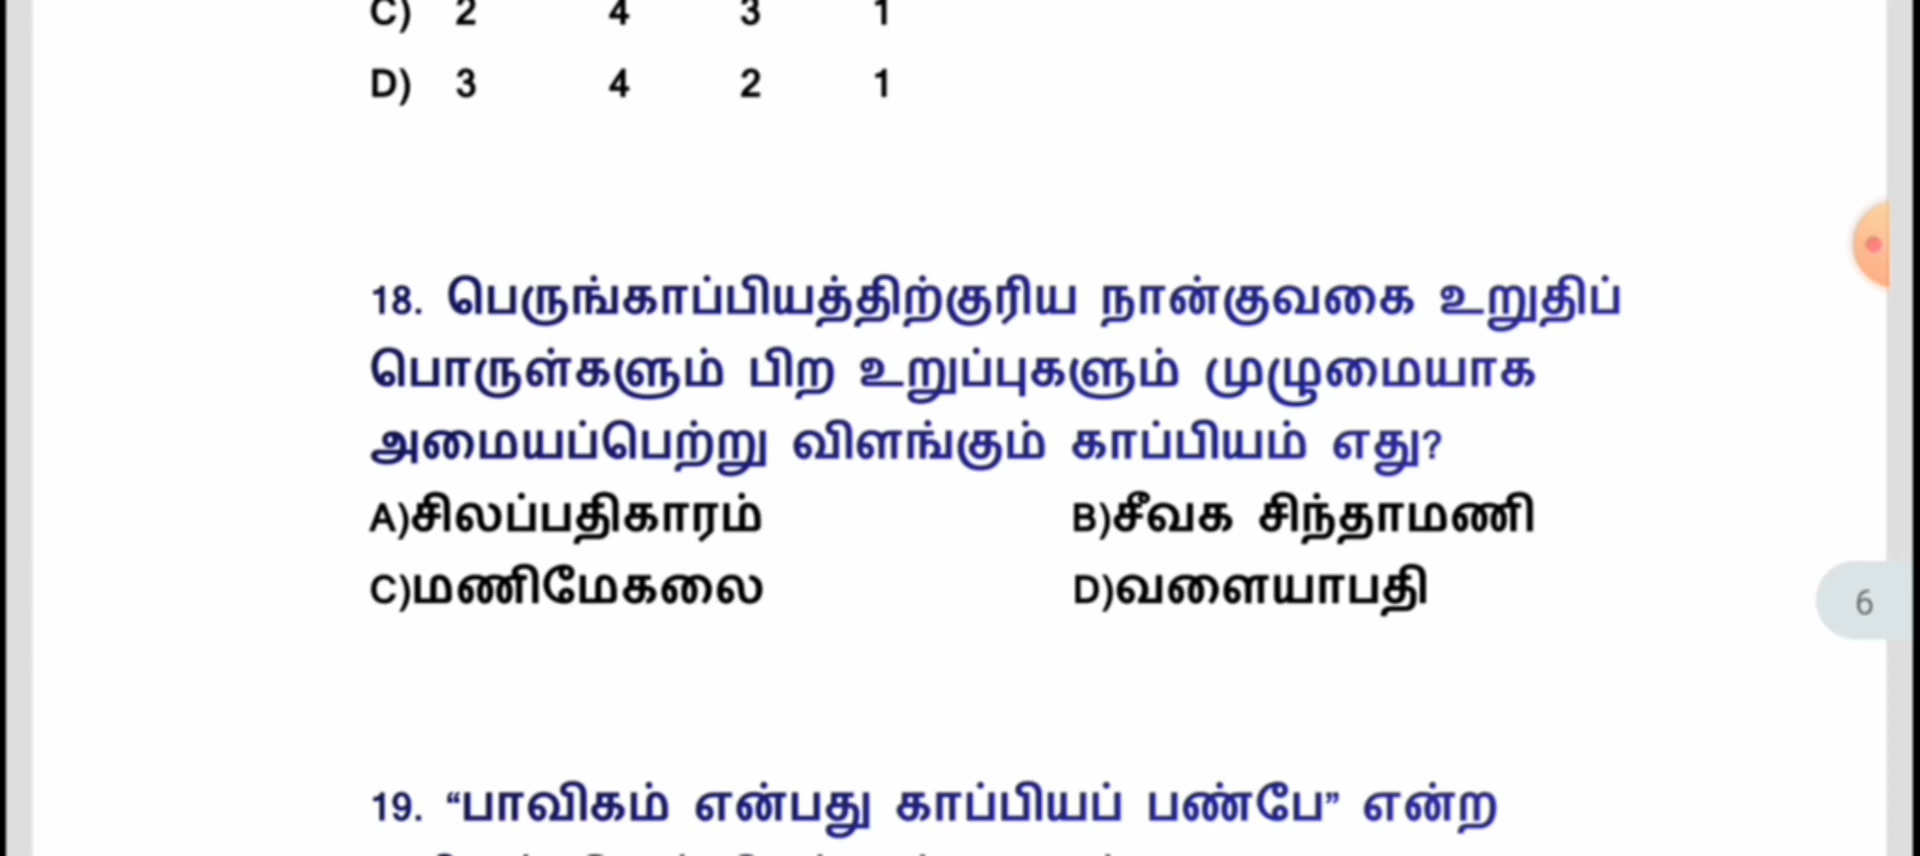 C) 2 4 3 1
D) 3 4 2 1
18. பெருங்காப்பியத்திற்குரிய நான்குவகை உறுதிப்
பொருள்களும் பிற உறுப்புகளும் முழுமையாக
அமையப்பெற்று விளங்கும் காப்பியம் எது?
A)சிலப்பதிகாரம் B)சீவக சிந்தாமணி
C)மணிமேகலை D)வளையாபதி
6
19. “பாவிகம் என்பது காப்பியப் பண்பே” என்ற